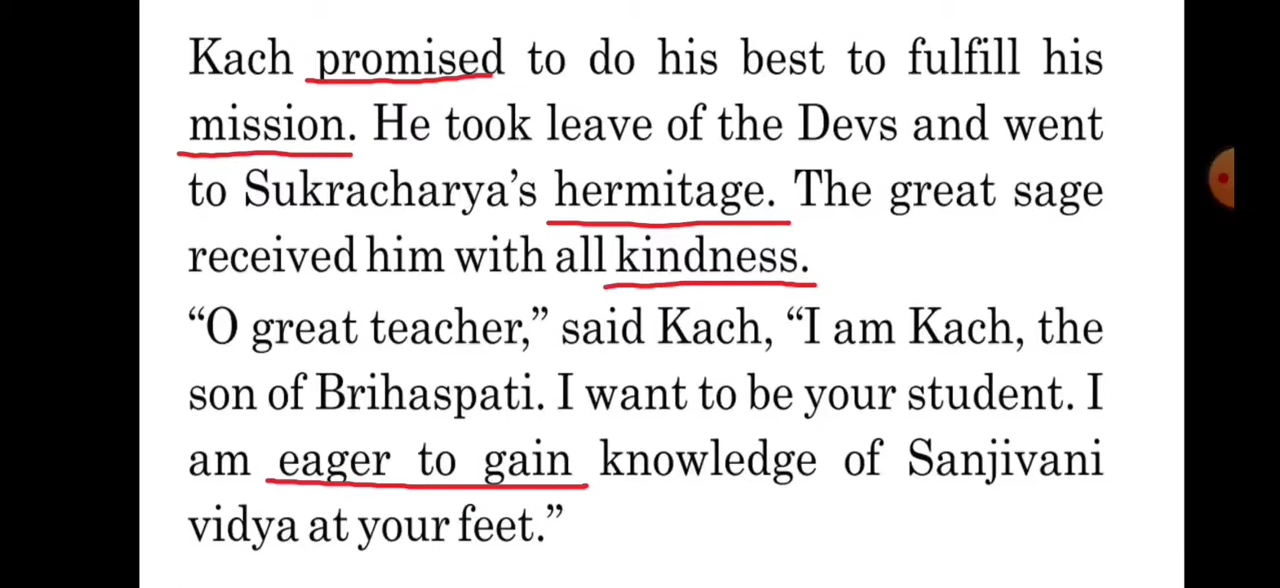 Kach promised to do his best to fulfill his
mission. He took leave of the Devs and went
to Sukracharya’s hermitage. The great sage
received him with all kindness.
“O great teacher,” said Kach, “I am Kach, the
son of Brihaspati. I want to be your student. I
am eager to gain knowledge of Sanjivani
vidya at your feet.”